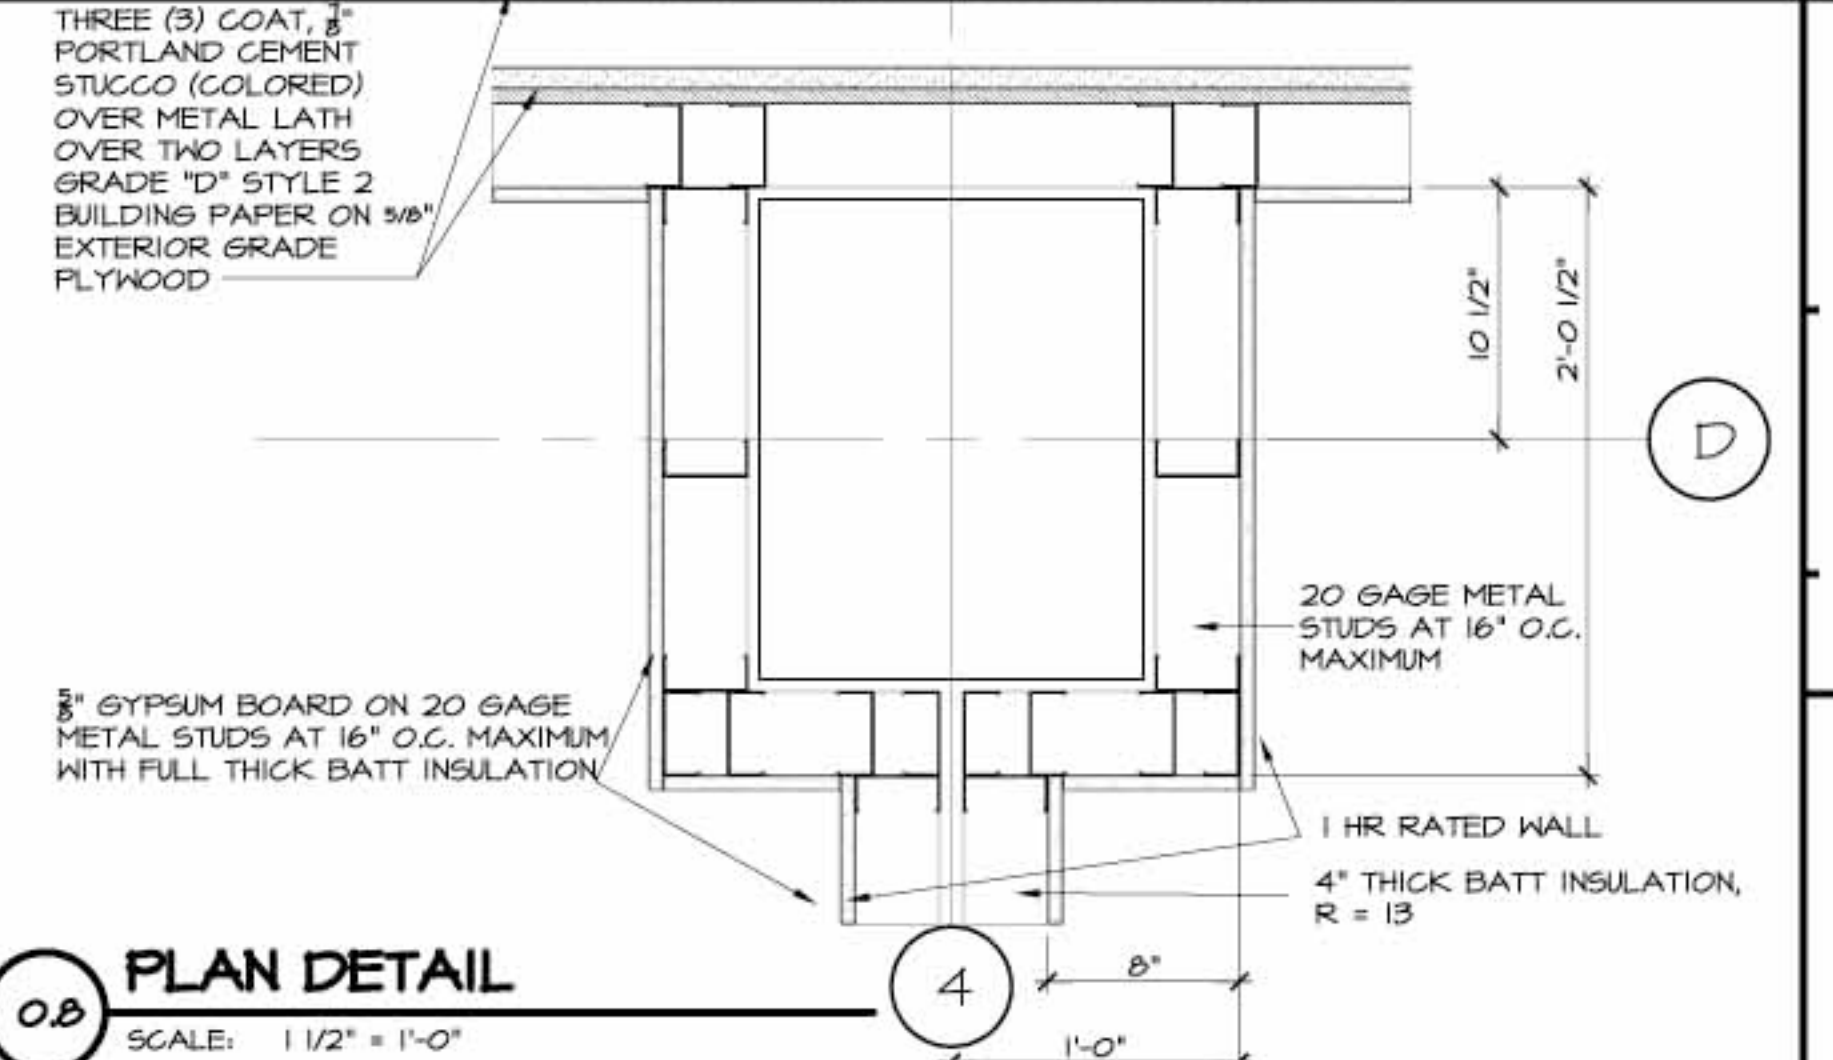 THREE (3) COAT, 7/8"
PORTLAND CEMENT
STUCCO (COLORED)
OVER METAL LATH
OVER TWO LAYERS
GRADE "D" STYLE 2
BUILDING PAPER ON 5/8"
EXTERIOR GRADE
PLYWOOD
10 1/2"
2'-0 1/2"
D
20 GAGE METAL
STUDS AT 16" O.C.
MAXIMUM
5/8" GYPSUM BOARD ON 20 GAGE
METAL STUDS AT 16" O.C. MAXIMUM
WITH FULL THICK BATT INSULATION
1 HR RATED WALL
4" THICK BATT INSULATION,
R = 13
08
PLAN DETAIL
SCALE: 1 1/2" = 1'-0"
4
8"
1'-0"